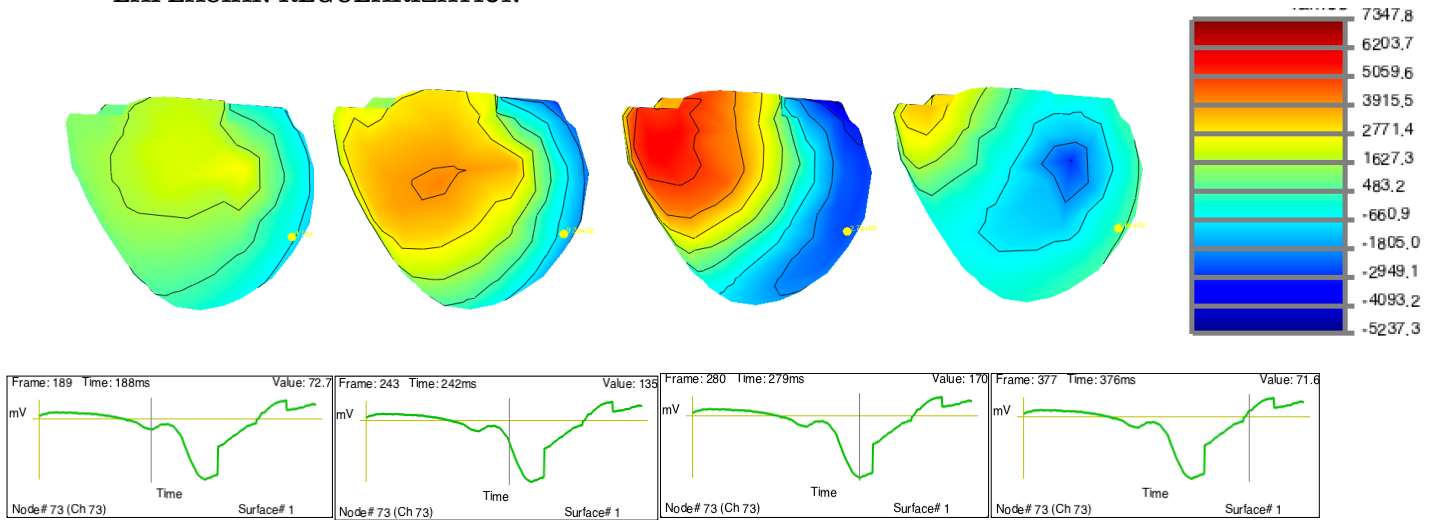 7347.8
6203.7
5059.6
3915.5
2771.4
1627.3
483.2
-660.9
-1805.0
-2949.1
-4093.2
-5237.3
Frame: 189 Time: 188ms Value: 72.7
mV
Time
Node# 73 (Ch 73) Surface# 1
Frame: 243 Time: 242ms Value: 135
mV
Time
Node# 73 (Ch 73) Surface# 1
Frame: 280 Time: 279ms Value: 170
mV
Time
Node# 73 (Ch 73) Surface# 1
Frame: 377 Time: 376ms Value: 71.6
mV
Time
Node# 73 (Ch 73) Surface# 1